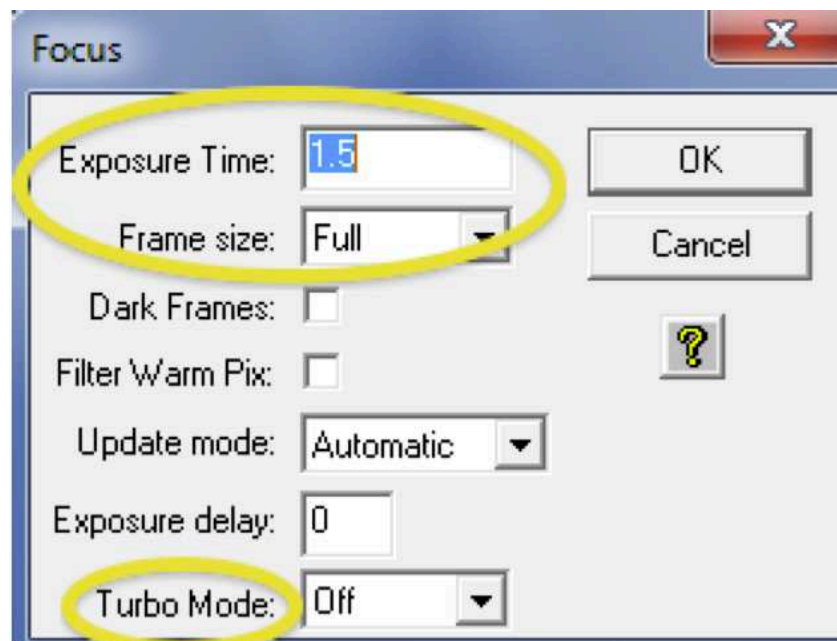 Focus
Exposure Time: 1.5 OK
Frame size: Full Cancel
Dark Frames:
Filter Warm Pix: ?
Update mode: Automatic
Exposure delay: 0
Turbo Mode: Off